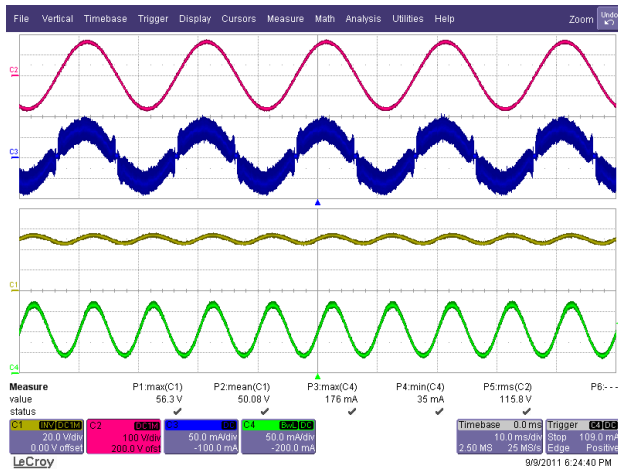 File Vertical Timebase Trigger Display Cursors Measure Math Analysis Utilities Help Zoom Undo
C2
C3
C1
C4
Measure P1:max(C1) P2:mean(C1) P3:max(C4) P4:min(C4) P5:rms(C2) P6:- - -
value 56.3 V 50.08 V 176 mA 35 mA 115.8 V
status
C1 INV DC1M C2 DC1M DC C4 BwL DC Timebase 0.0 ms Trigger C4 DC
20.0 V/div 100 V/div 50.0 mA/div 50.0 mA/div 10.0 ms/div Stop 109.0 mA
0.00 V offset 200.0 V ofst -100.0 mA -200.0 mA 2.50 MS 25 MS/s Edge Positive
LeCroy 9/9/2011 6:24:40 PM